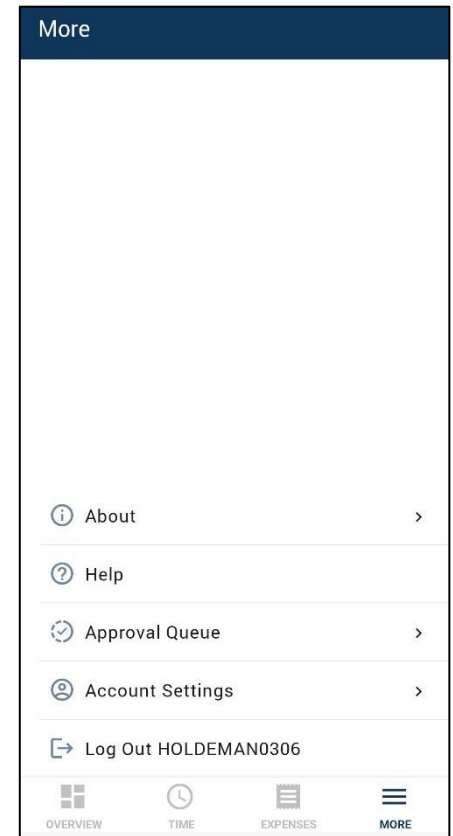 More
About
Help
Approval Queue
Account Settings
Log Out HOLDEMAN0306
OVERVIEW TIME EXPENSES MORE